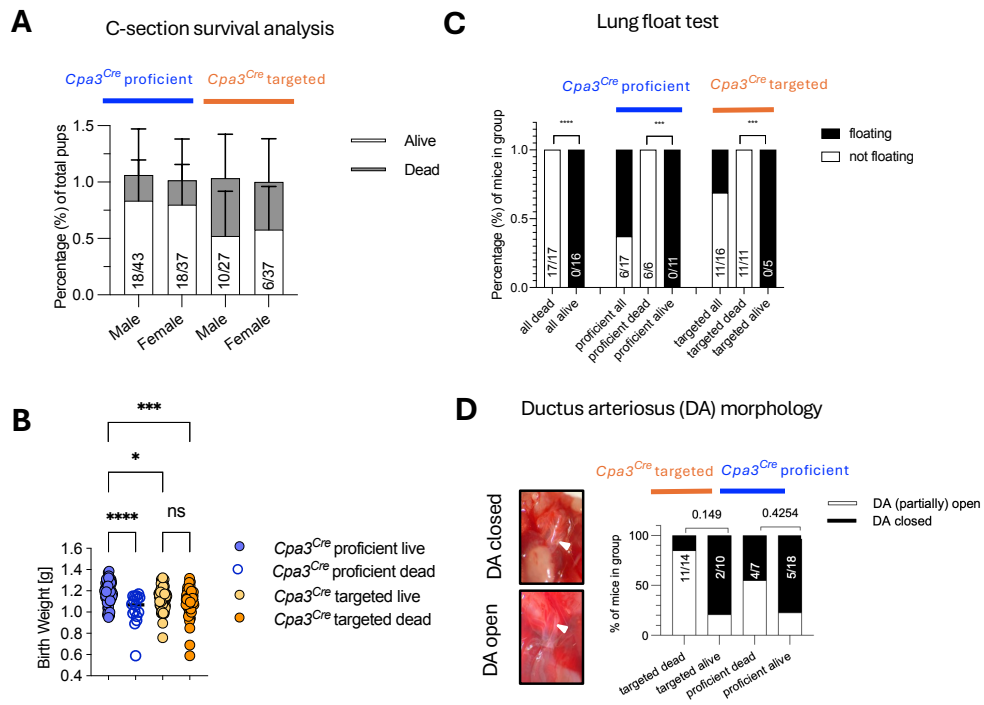 A
C-section survival analysis
Cpa3Cre proficient
Cpa3Cre targeted
Percentage (%) of total pups
1.5
1.0
0.5
0.0
18/43
18/37
10/27
6/37
Male
Female
Male
Female
Alive
Dead
C
Lung float test
Cpa3Cre proficient
Cpa3Cre targeted
****
***
***
floating
not floating
Percentage (%) of mice in group
1.0
0.5
0.0
17/17
0/16
6/17
6/6
0/11
11/16
11/11
0/5
all dead
all alive
proficient all
proficient dead
proficient alive
targeted all
targeted dead
targeted alive
B
***
*
****
ns
Birth Weight [g]
1.6
1.4
1.2
1.0
0.8
0.6
0.4
Cpa3Cre proficient live
Cpa3Cre proficient dead
Cpa3Cre targeted live
Cpa3Cre targeted dead
D
Ductus arteriosus (DA) morphology
DA closed
DA open
Cpa3Cre targeted
Cpa3Cre proficient
0.149
0.4254
DA (partially) open
DA closed
% of mice in group
100
50
0
11/14
2/10
4/7
5/18
targeted dead
targeted alive
proficient dead
proficient alive